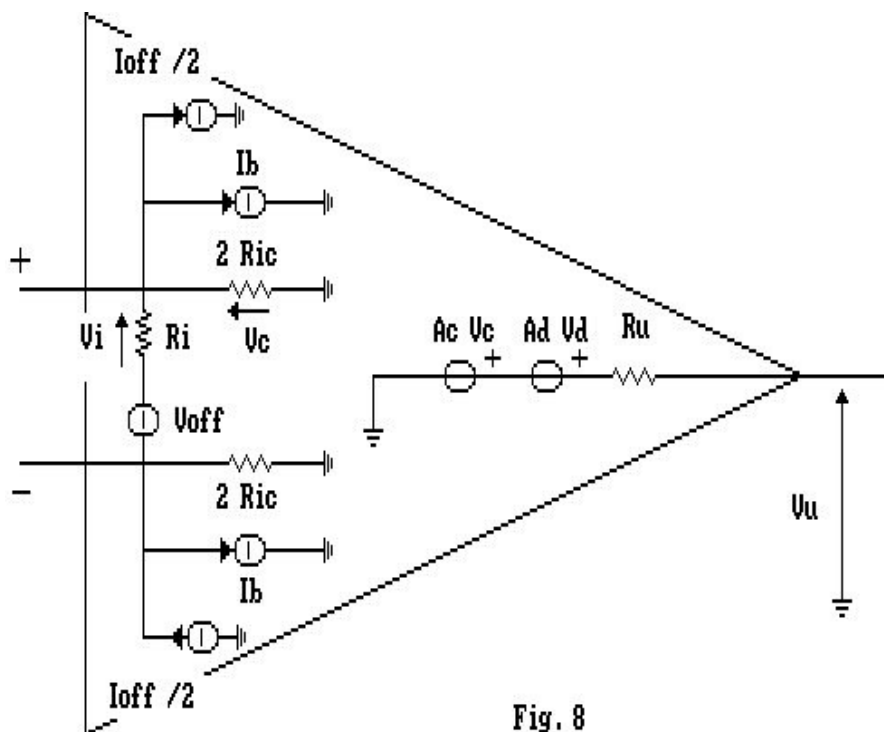 Ioff /2
Ib
2 Ric
+
Vi
Ri
Vc
Ac Vc
+
Ad Vd
+
Ru
Voff
-
2 Ric
Vu
Ib
Ioff /2
Fig. 8